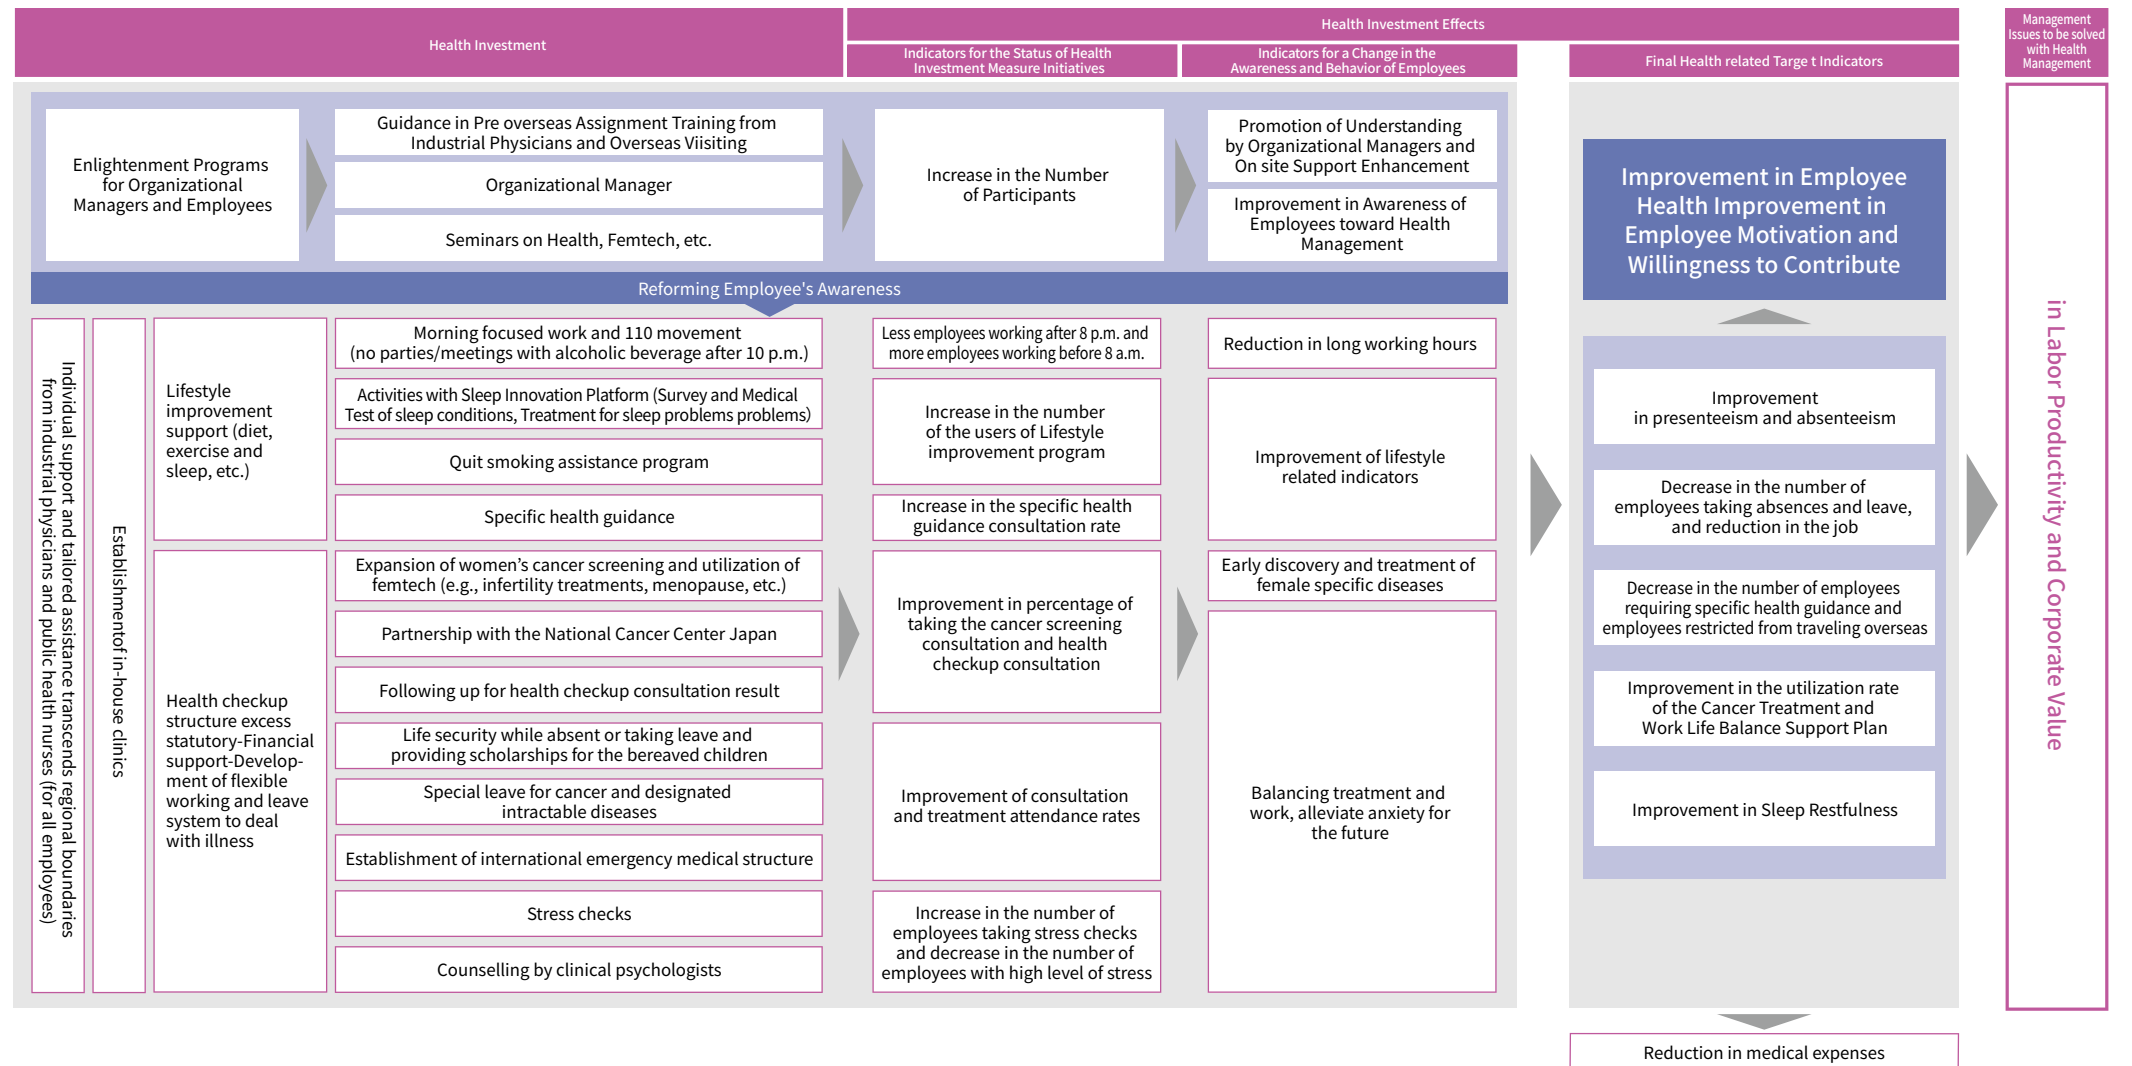 Health Investment
Health Investment Effects
Indicators for the Status of Health
Investment Measure Initiatives
Indicators for a Change in the
Awareness and Behavior of Employees
Final Health related Targe t Indicators
Management
Issues to be solved
with Health
Management
Enlightenment Programs
for Organizational
Managers and Employees
Guidance in Pre overseas Assignment Training from
Industrial Physicians and Overseas Viisiting
Organizational Manager
Seminars on Health, Femtech, etc.
Increase in the Number
of Participants
Promotion of Understanding
by Organizational Managers and
On site Support Enhancement
Improvement in Awareness of
Employees toward Health
Management
Reforming Employee's Awareness
Individual support and tailored assistance transcends regional boundaries
from industrial physicians and public health nurses (for all employees)
Establishmentof in-house clinics
Lifestyle
improvement
support (diet,
exercise and
sleep, etc.)
Morning focused work and 110 movement
(no parties/meetings with alcoholic beverage after 10 p.m.)
Activities with Sleep Innovation Platform (Survey and Medical
Test of sleep conditions, Treatment for sleep problems problems)
Quit smoking assistance program
Specific health guidance
Less employees working after 8 p.m. and
more employees working before 8 a.m.
Increase in the number
of the users of Lifestyle
improvement program
Increase in the specific health
guidance consultation rate
Reduction in long working hours
Improvement of lifestyle
related indicators
Health checkup
structure excess
statutory-Financial
support-Develop-
ment of flexible
working and leave
system to deal
with illness
Expansion of women’s cancer screening and utilization of
femtech (e.g., infertility treatments, menopause, etc.)
Partnership with the National Cancer Center Japan
Following up for health checkup consultation result
Life security while absent or taking leave and
providing scholarships for the bereaved children
Special leave for cancer and designated
intractable diseases
Establishment of international emergency medical structure
Stress checks
Counselling by clinical psychologists
Improvement in percentage of
taking the cancer screening
consultation and health
checkup consultation
Improvement of consultation
and treatment attendance rates
Increase in the number of
employees taking stress checks
and decrease in the number of
employees with high level of stress
Early discovery and treatment of
female specific diseases
Balancing treatment and
work, alleviate anxiety for
the future
Improvement in Employee
Health Improvement in
Employee Motivation and
Willingness to Contribute
Improvement
in presenteeism and absenteeism
Decrease in the number of
employees taking absences and leave,
and reduction in the job
Decrease in the number of employees
requiring specific health guidance and
employees restricted from traveling overseas
Improvement in the utilization rate
of the Cancer Treatment and
Work Life Balance Support Plan
Improvement in Sleep Restfulness
Reduction in medical expenses
in Labor Productivity and Corporate Value